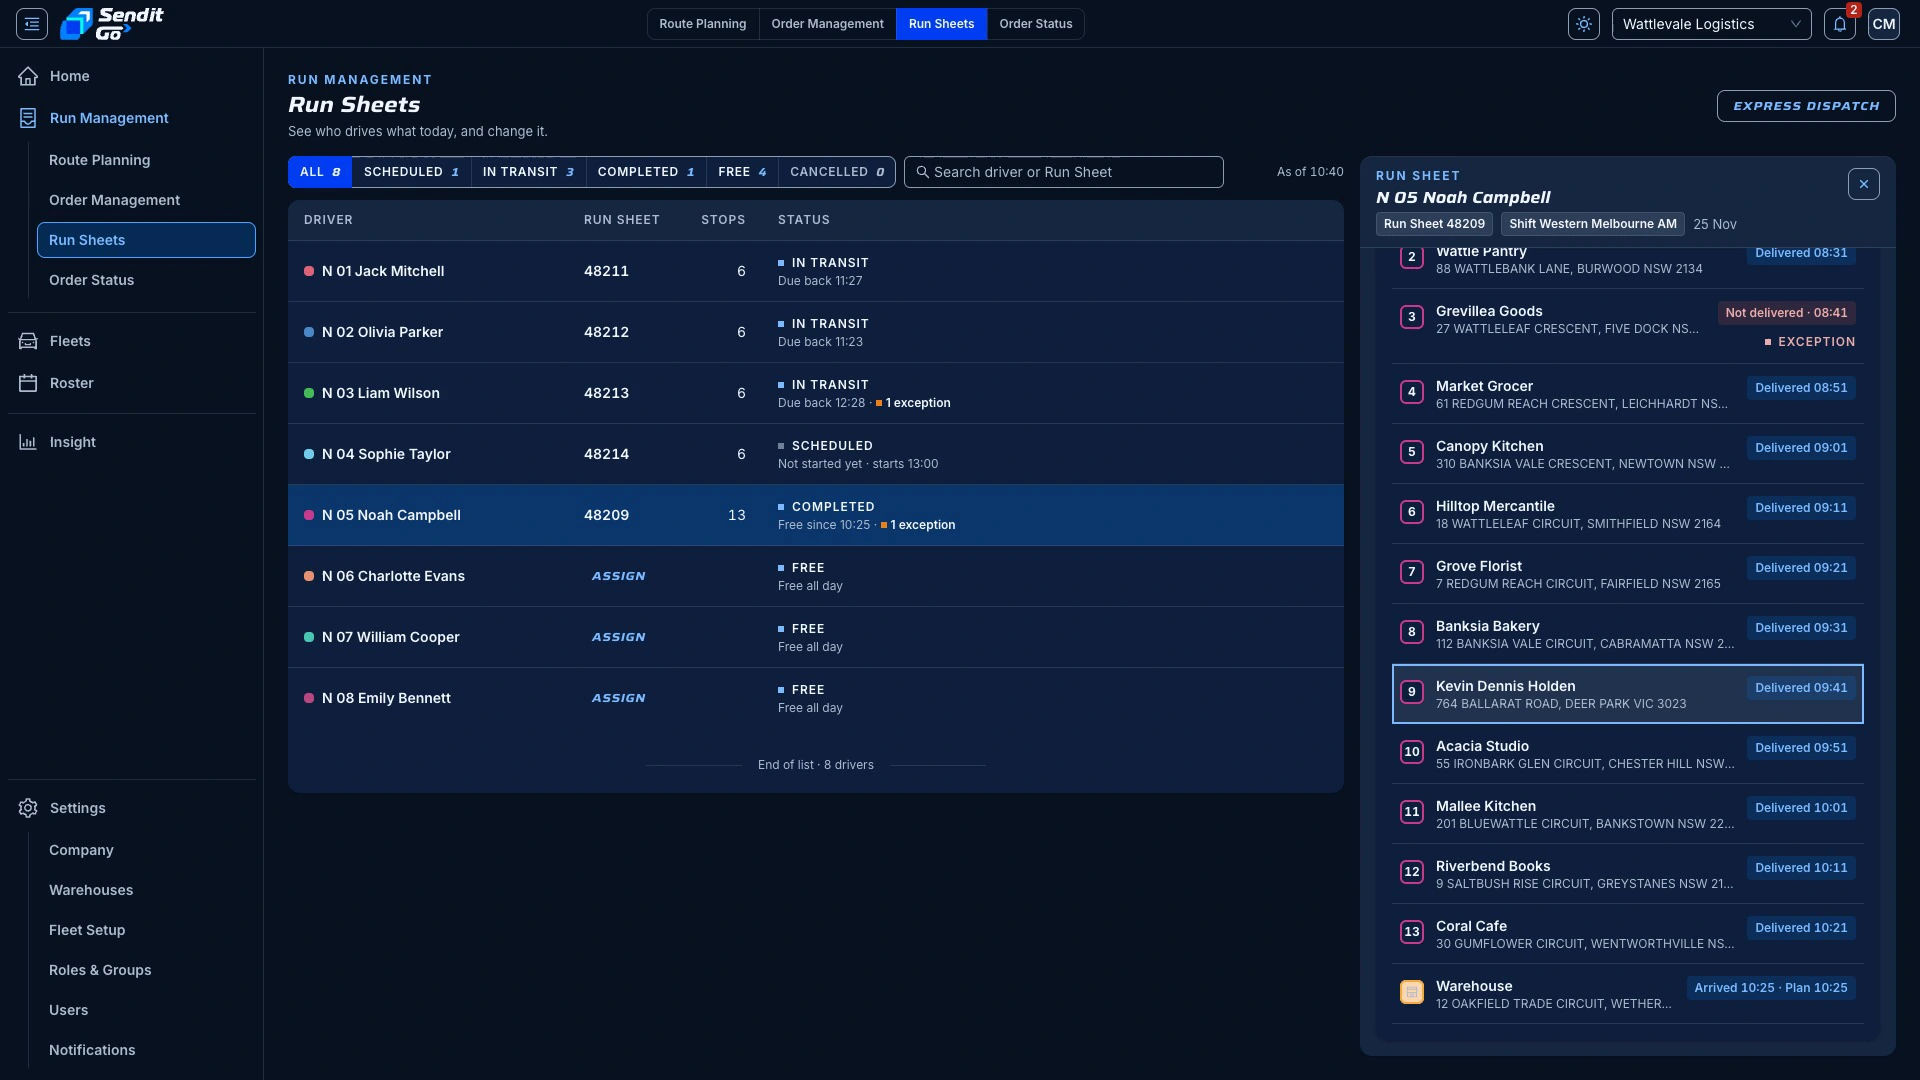 Sendit Go
Route Planning
Order Management
Run Sheets
Order Status
Wattlevale Logistics
2
CM
Home
Run Management
Route Planning
Order Management
Run Sheets
Order Status
Fleets
Roster
Insight
Settings
Company
Warehouses
Fleet Setup
Roles & Groups
Users
Notifications
RUN MANAGEMENT
Run Sheets
See who drives what today, and change it.
EXPRESS DISPATCH
ALL 8
SCHEDULED 1
IN TRANSIT 3
COMPLETED 1
FREE 4
CANCELLED 0
Search driver or Run Sheet
As of 10:40
DRIVER RUN SHEET STOPS STATUS
N 01 Jack Mitchell 48211 6 IN TRANSIT
Due back 11:27
N 02 Olivia Parker 48212 6 IN TRANSIT
Due back 11:23
N 03 Liam Wilson 48213 6 IN TRANSIT
Due back 12:28 · 1 exception
N 04 Sophie Taylor 48214 6 SCHEDULED
Not started yet · starts 13:00
N 05 Noah Campbell 48209 13 COMPLETED
Free since 10:25 · 1 exception
N 06 Charlotte Evans ASSIGN FREE
Free all day
N 07 William Cooper ASSIGN FREE
Free all day
N 08 Emily Bennett ASSIGN FREE
Free all day
End of list · 8 drivers
RUN SHEET
N 05 Noah Campbell
Run Sheet 48209 Shift Western Melbourne AM 25 Nov
2 Wattle Pantry Delivered 08:31
88 WATTLEBANK LANE, BURWOOD NSW 2134
3 Grevillea Goods Not delivered · 08:41
27 WATTLELEAF CRESCENT, FIVE DOCK NS...
EXCEPTION
4 Market Grocer Delivered 08:51
61 REDGUM REACH CRESCENT, LEICHHARDT NS...
5 Canopy Kitchen Delivered 09:01
310 BANKSIA VALE CRESCENT, NEWTOWN NSW ...
6 Hilltop Mercantile Delivered 09:11
18 WATTLELEAF CIRCUIT, SMITHFIELD NSW 2164
7 Grove Florist Delivered 09:21
7 REDGUM REACH CIRCUIT, FAIRFIELD NSW 2165
8 Banksia Bakery Delivered 09:31
112 BANKSIA VALE CIRCUIT, CABRAMATTA NSW 2...
9 Kevin Dennis Holden Delivered 09:41
764 BALLARAT ROAD, DEER PARK VIC 3023
10 Acacia Studio Delivered 09:51
55 IRONBARK GLEN CIRCUIT, CHESTER HILL NSW...
11 Mallee Kitchen Delivered 10:01
201 BLUEWATTLE CIRCUIT, BANKSTOWN NSW 22...
12 Riverbend Books Delivered 10:11
9 SALTBUSH RISE CIRCUIT, GREYSTANES NSW 21...
13 Coral Cafe Delivered 10:21
30 GUMFLOWER CIRCUIT, WENTWORTHVILLE NS...
Warehouse Arrived 10:25 · Plan 10:25
12 OAKFIELD TRADE CIRCUIT, WETHER...